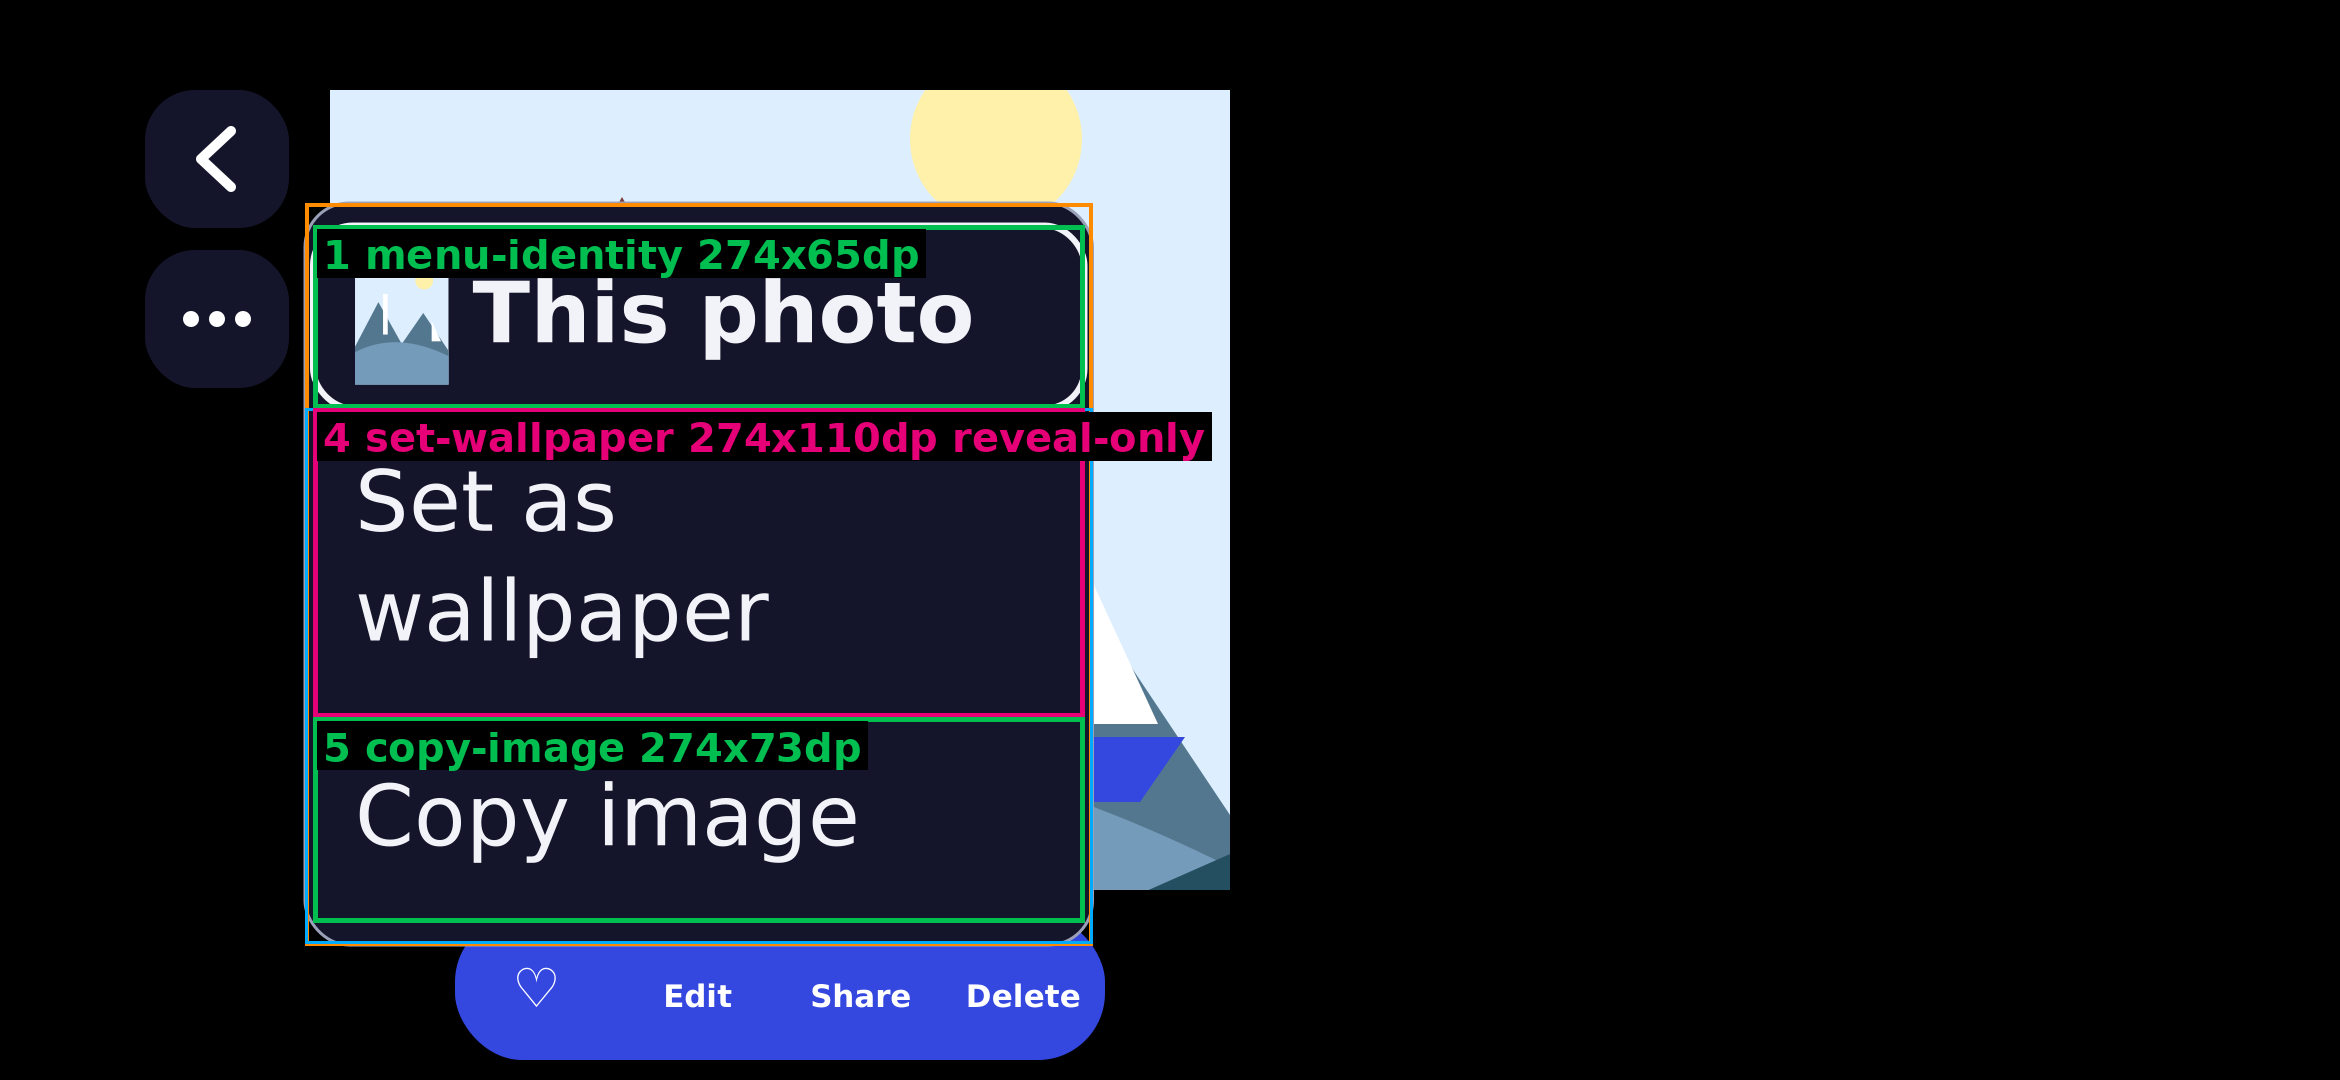 1 menu-identity 274x65dp
This photo
4 set-wallpaper 274x110dp reveal-only
Set as
wallpaper
5 copy-image 274x73dp
Copy image
Edit Share Delete